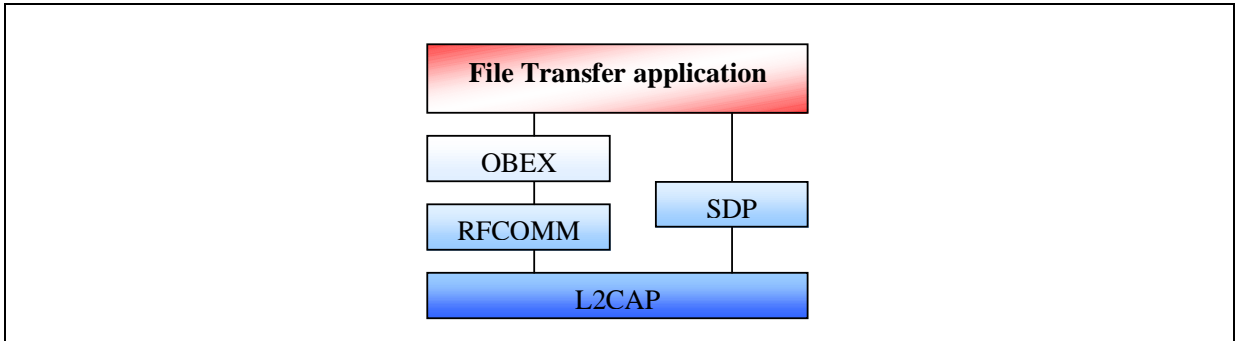 File Transfer application
OBEX
SDP
RFCOMM
L2CAP